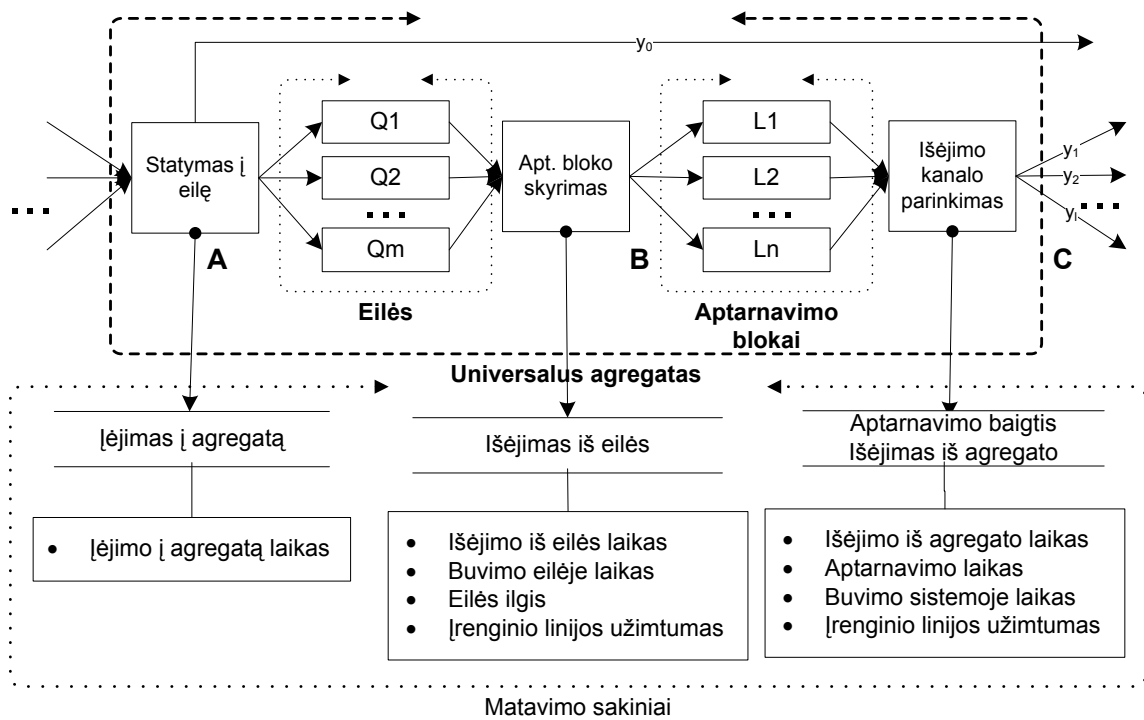 y0
Statymas į
eilę
Q1
Q2
...
Qm
Eilės
Apt. bloko
skyrimas
L1
L2
...
Ln
Aptarnavimo
blokai
Išėjimo
kanalo
parinkimas
y1
y2
...
yl
...
A
B
C
Universalus agregatas
Įėjimas į agregatą
Išėjimas iš eilės
Aptarnavimo baigtis
Išėjimas iš agregato
• Įėjimo į agregatą laikas
• Išėjimo iš eilės laikas
• Buvimo eilėje laikas
• Eilės ilgis
• Įrenginio linijos užimtumas
• Išėjimo iš agregato laikas
• Aptarnavimo laikas
• Buvimo sistemoje laikas
• Įrenginio linijos užimtumas
Matavimo sakiniai